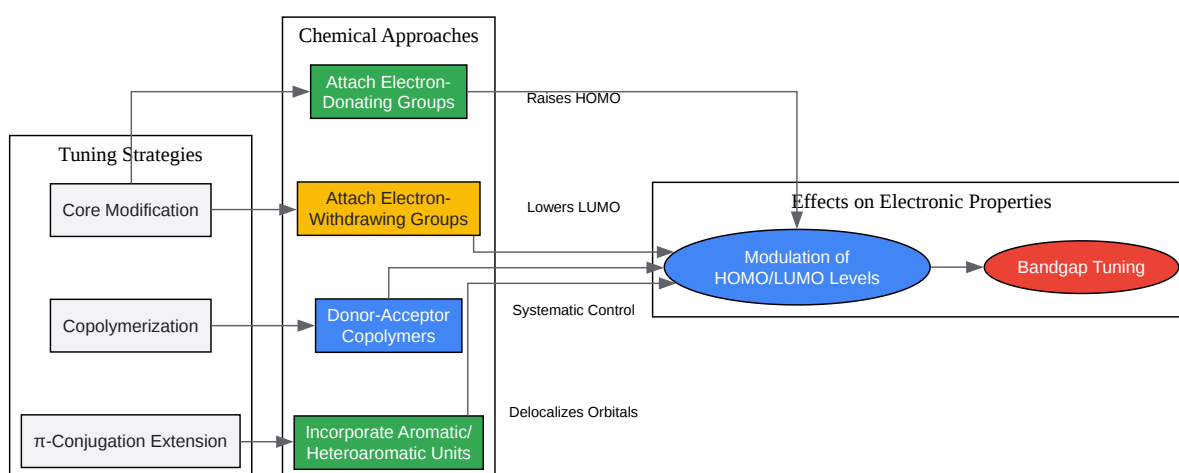 Chemical Approaches
Attach Electron-
Donating Groups
Raises HOMO
Tuning Strategies
Core Modification
Attach Electron-
Withdrawing Groups
Lowers LUMO
Effects on Electronic Properties
Modulation of
HOMO/LUMO Levels
Bandgap Tuning
Copolymerization
Donor-Acceptor
Copolymers
Systematic Control
π-Conjugation Extension
Incorporate Aromatic/
Heteroaromatic Units
Delocalizes Orbitals